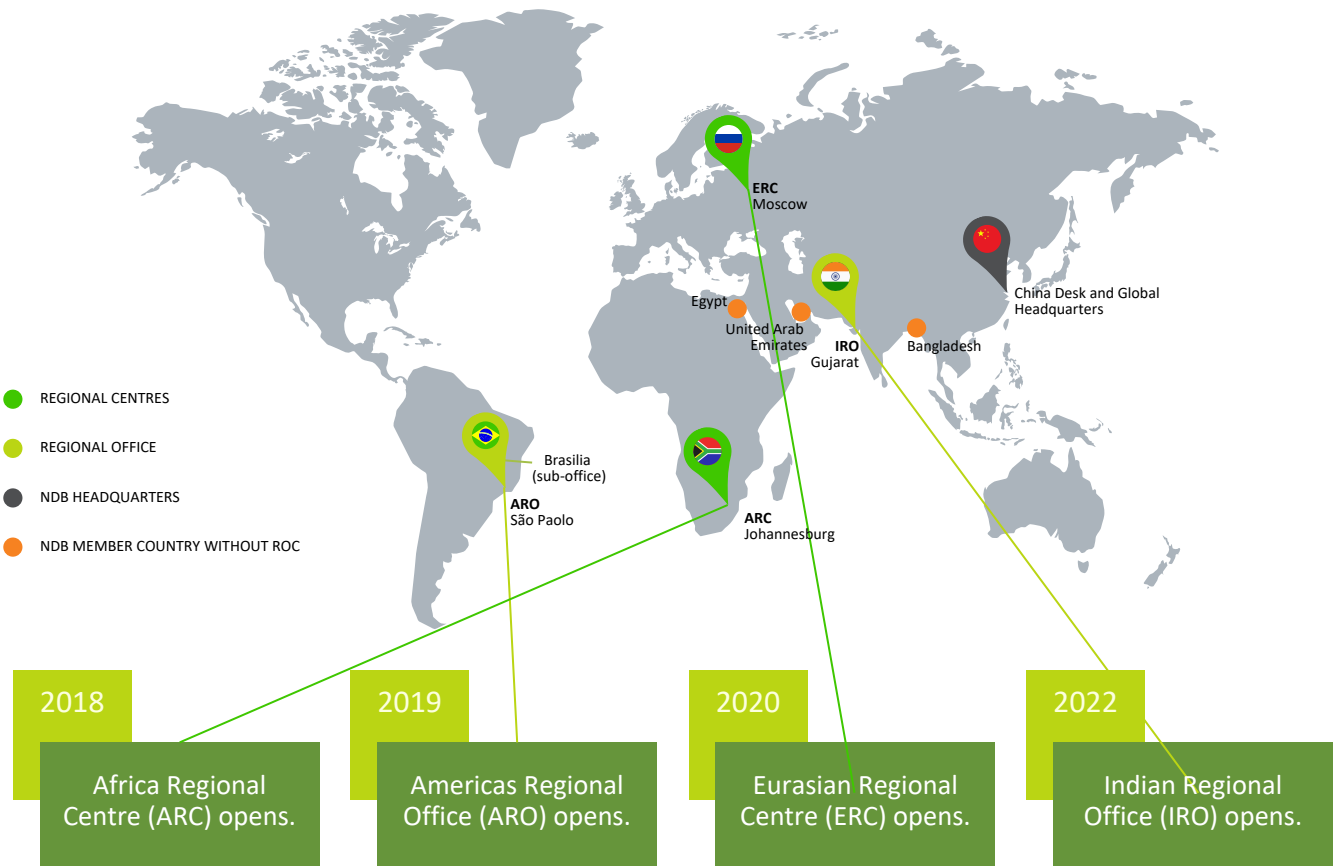 ERC
Moscow
China Desk and Global
Headquarters
Egypt
United Arab
Emirates
IRO
Gujarat
Bangladesh
REGIONAL CENTRES
REGIONAL OFFICE
NDB HEADQUARTERS
NDB MEMBER COUNTRY WITHOUT ROC
Brasilia
(sub-office)
ARO
São Paolo
ARC
Johannesburg
2018
Africa Regional
Centre (ARC) opens.
2019
Americas Regional
Office (ARO) opens.
2020
Eurasian Regional
Centre (ERC) opens.
2022
Indian Regional
Office (IRO) opens.